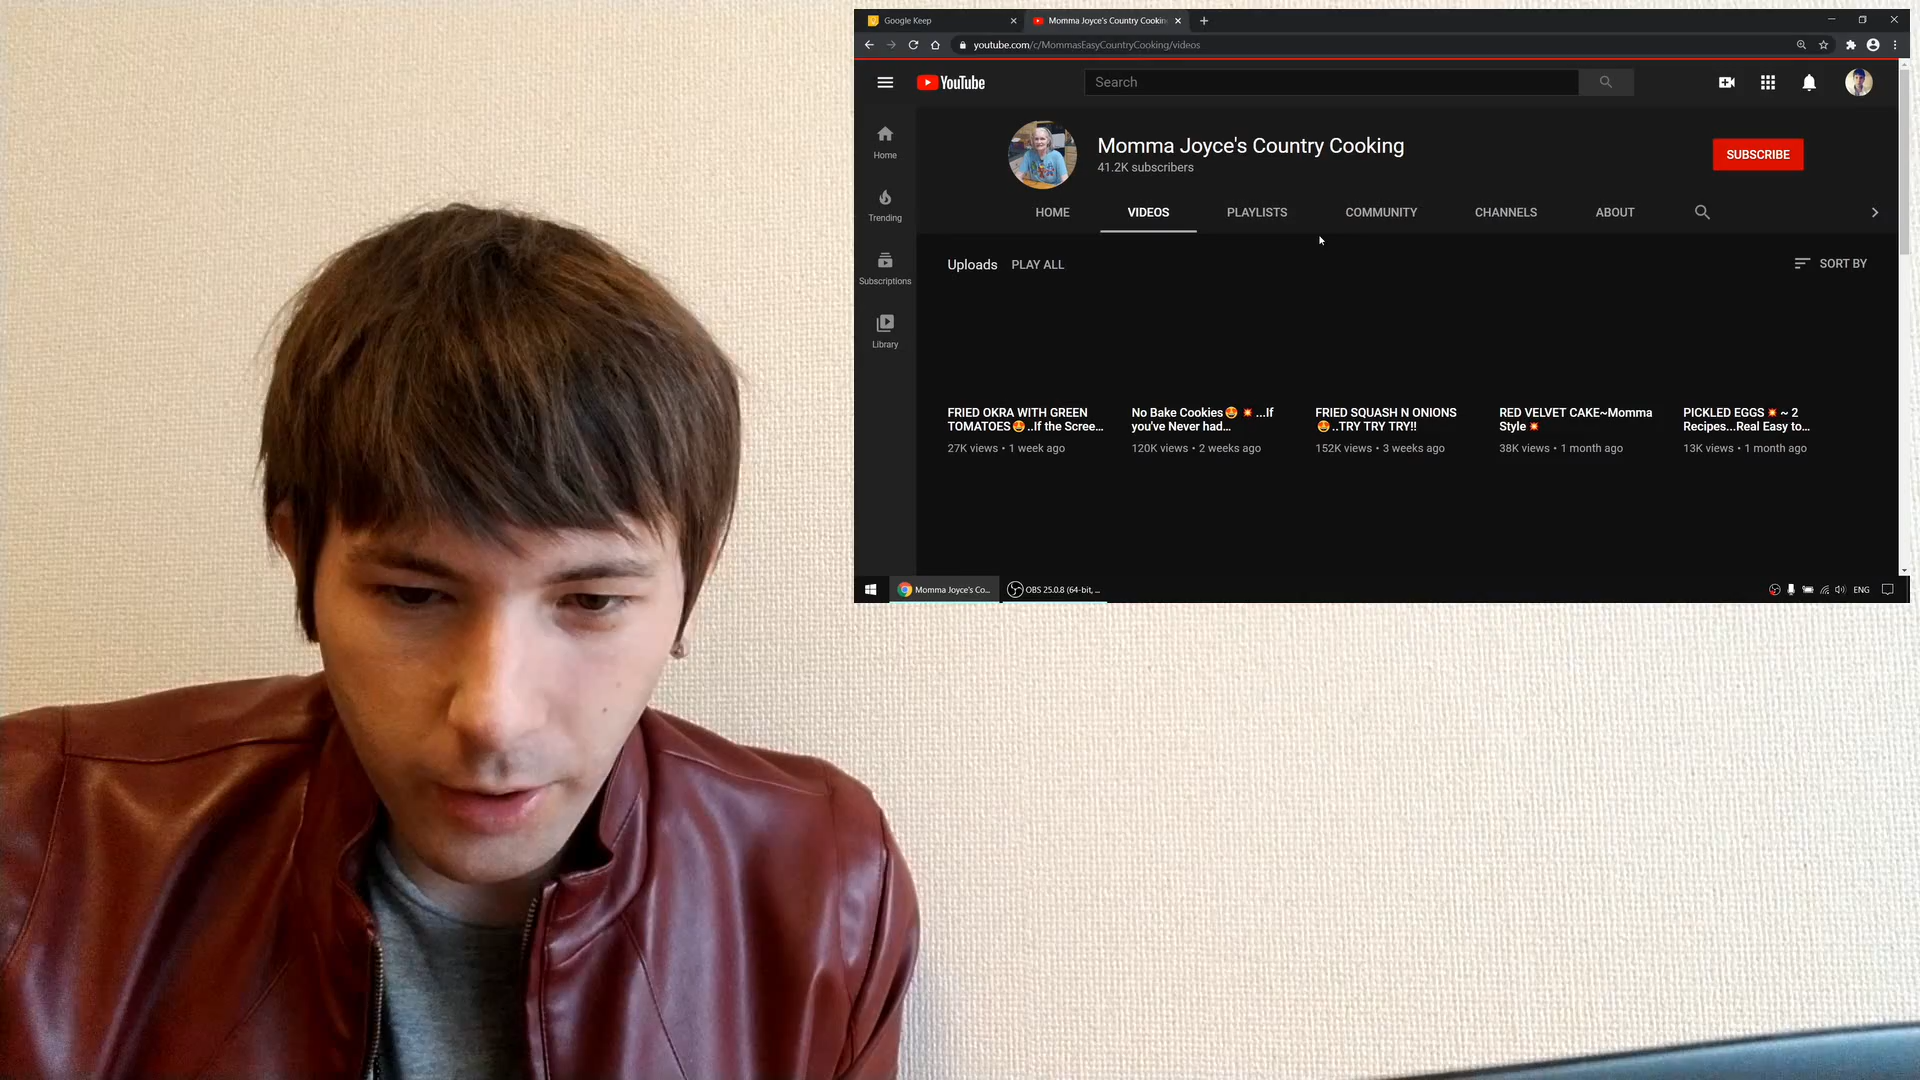 Google Keep
Momma Joyce's Country Cookin
youtube.com/c/MommasEasyCountryCooking/videos
YouTube
Search
Momma Joyce's Country Cooking
41.2K subscribers
SUBSCRIBE
HOME VIDEOS PLAYLISTS COMMUNITY CHANNELS ABOUT
Home
Trending
Subscriptions
Library
Uploads PLAY ALL
SORT BY
FRIED OKRA WITH GREEN
TOMATOES🤩..If the Scree...
27K views • 1 week ago
No Bake Cookies🤩 💥...If
you've Never had...
120K views • 2 weeks ago
FRIED SQUASH N ONIONS
🤩..TRY TRY TRY!!
152K views • 3 weeks ago
RED VELVET CAKE~Momma
Style💥
38K views • 1 month ago
PICKLED EGGS💥 ~ 2
Recipes...Real Easy to...
13K views • 1 month ago
Momma Joyce's Co...
OBS 25.0.8 (64-bit, ...
ENG